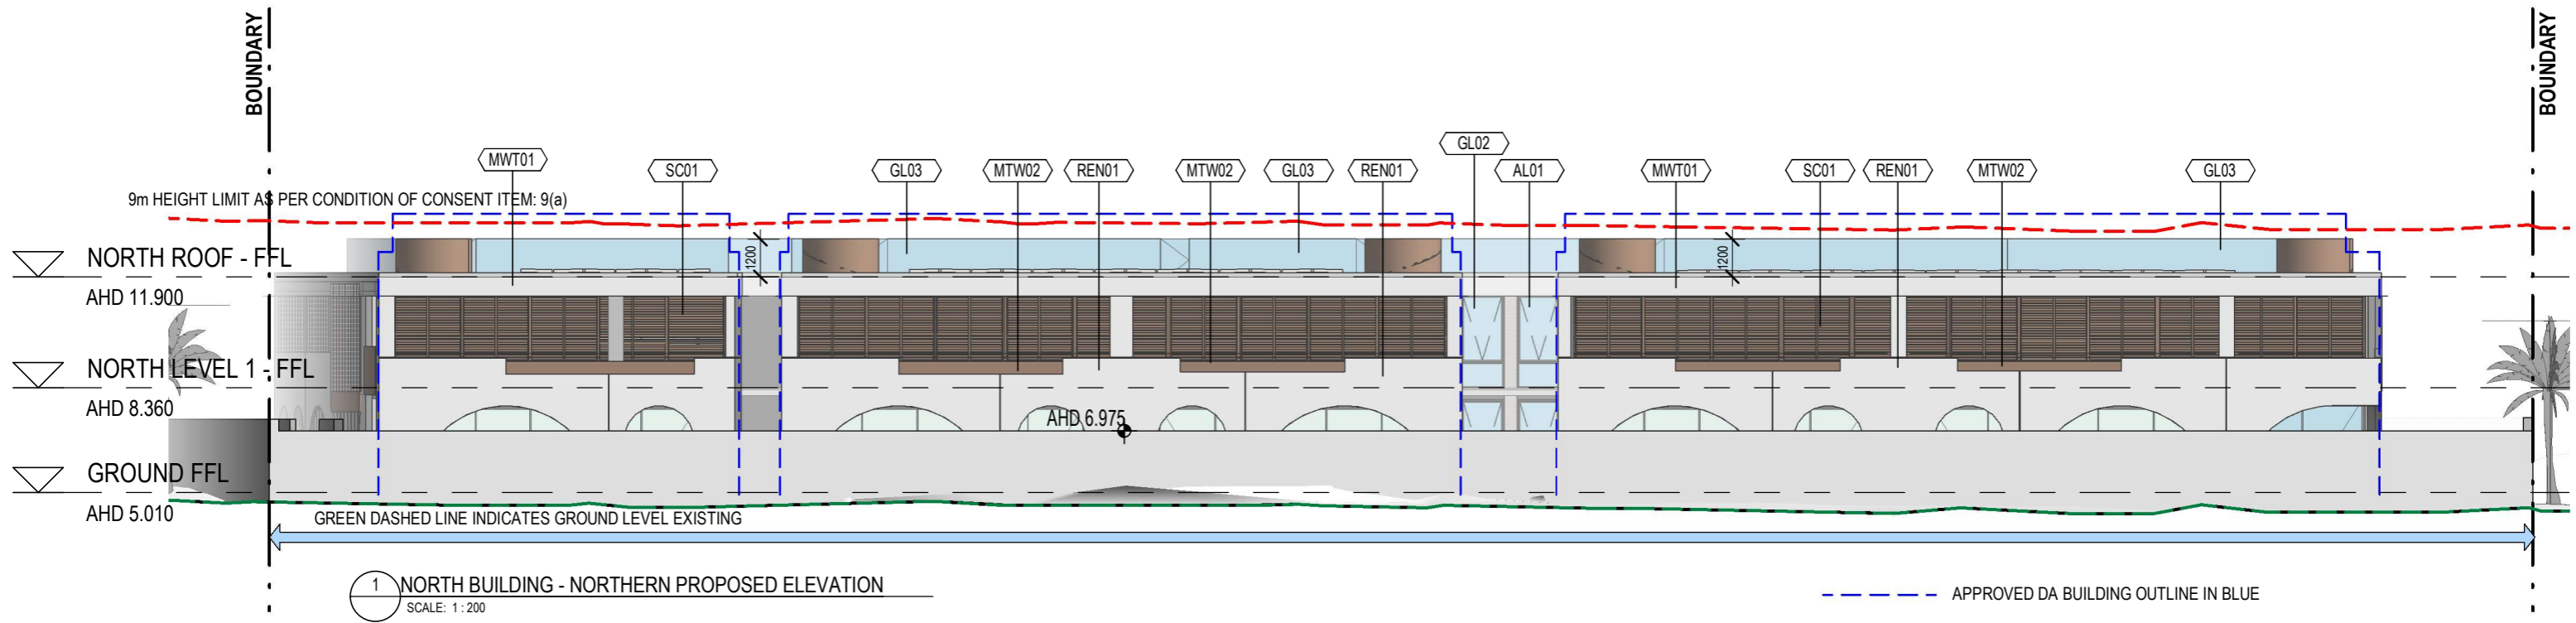 BOUNDARY
BOUNDARY
MWT01
SC01
GL03
MTW02
REN01
MTW02
GL03
REN01
GL02
AL01
MWT01
SC01
REN01
MTW02
GL03
9m HEIGHT LIMIT AS PER CONDITION OF CONSENT ITEM: 9(a)
NORTH ROOF - FFL
AHD 11.900
1200
1200
NORTH LEVEL 1 - FFL
AHD 8.360
AHD 6.975
GROUND FFL
AHD 5.010
GREEN DASHED LINE INDICATES GROUND LEVEL EXISTING
1
NORTH BUILDING - NORTHERN PROPOSED ELEVATION
SCALE: 1 : 200
APPROVED DA BUILDING OUTLINE IN BLUE